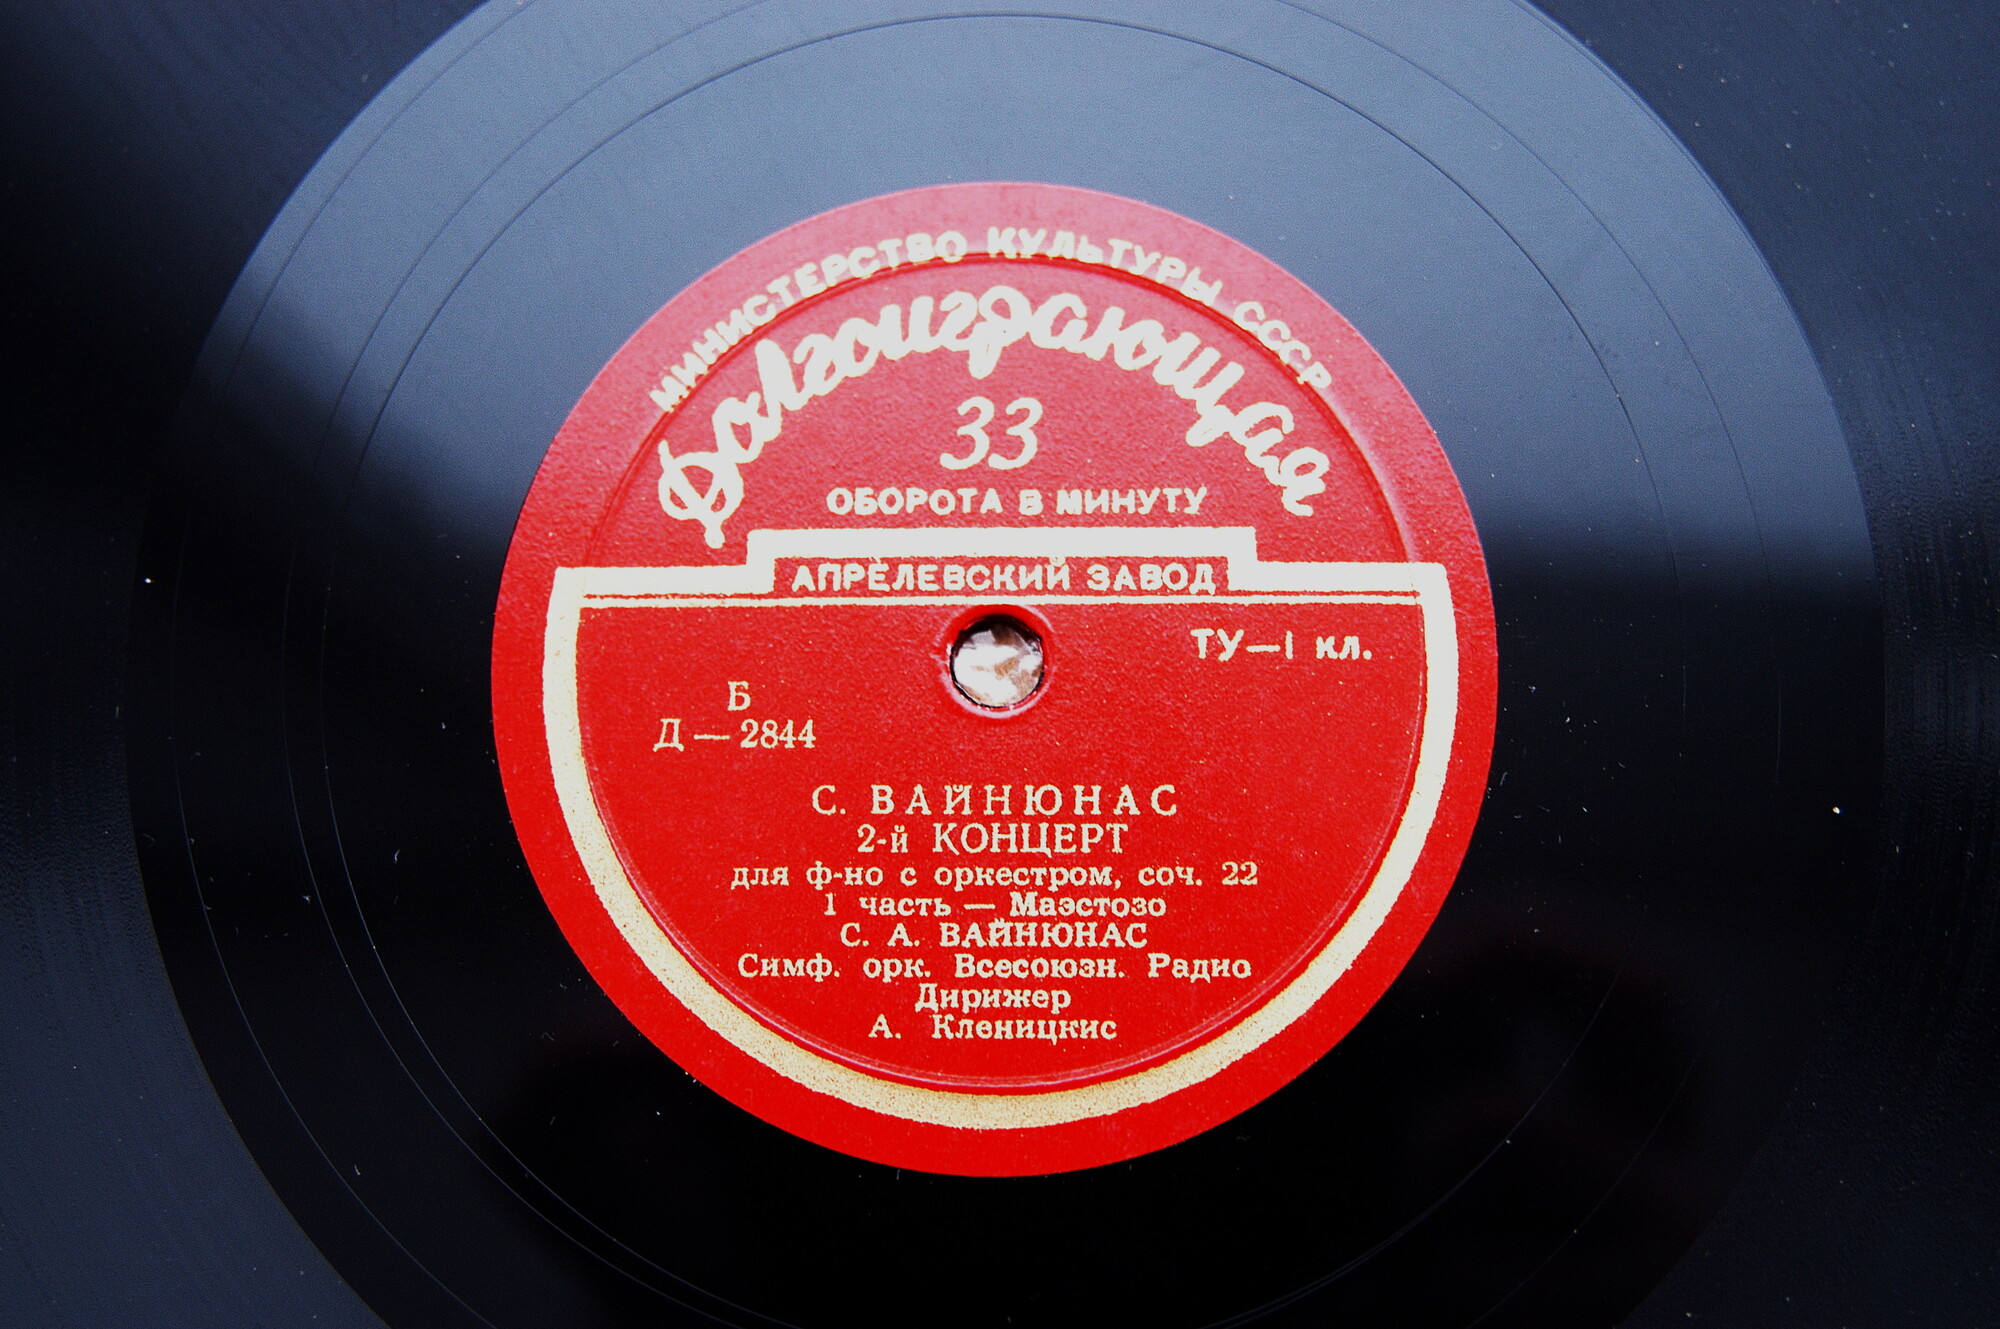 МИНИСТЕРСТВО КУЛЬТУРЫ СССР
Долгоиграющая
33
ОБОРОТА В МИНУТУ
АПРЕЛЕВСКИЙ ЗАВОД
ТУ—I кл.
Б
Д — 2844
С. ВАЙНЮНАС
2-й КОНЦЕРТ
для ф-но с оркестром, соч. 22
1 часть — Маэстозо
С. А. ВАЙНЮНАС
Симф. орк. Всесоюзн. Радио
Дирижер
А. Кленицкис